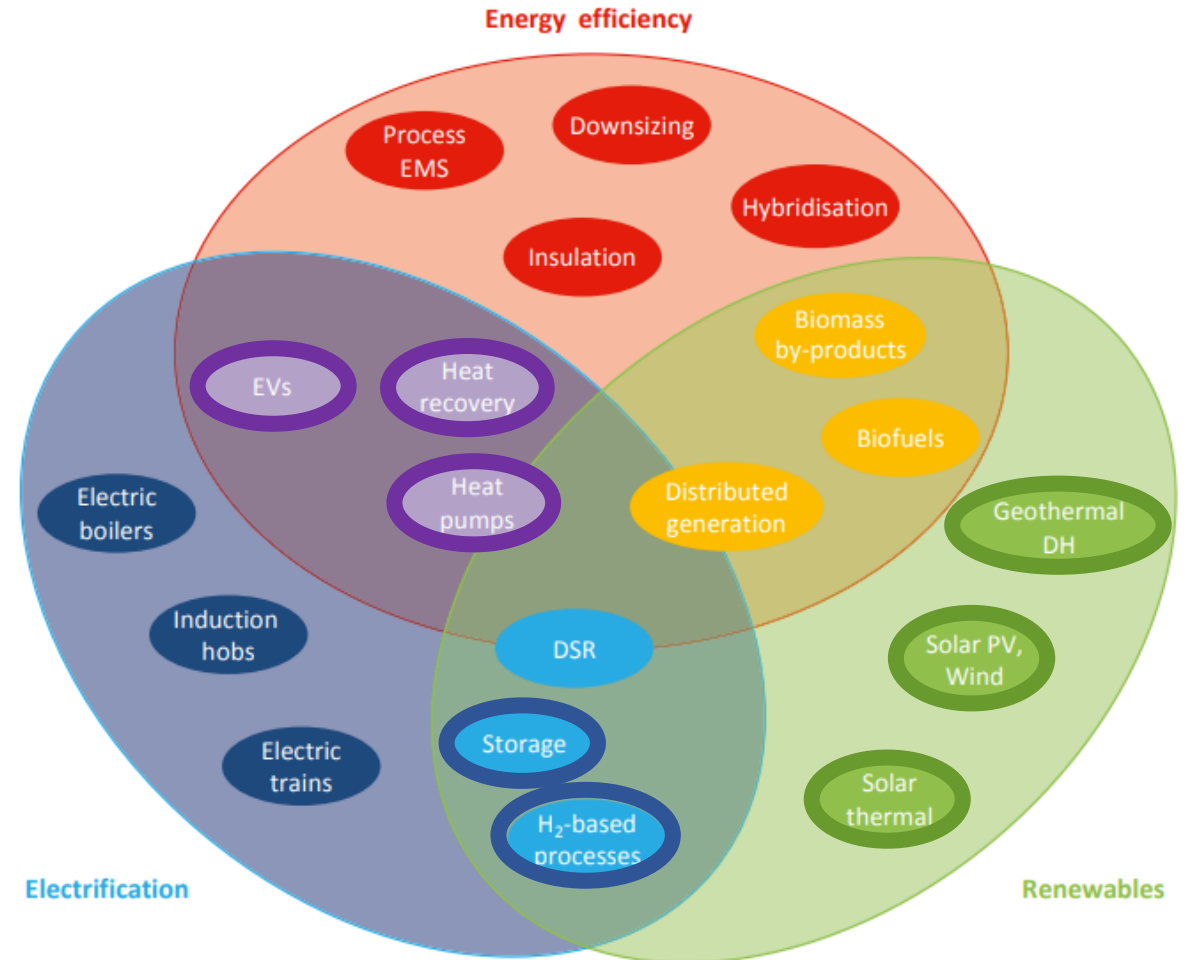 Energy efficiency
Process
EMS
Downsizing
Hybridisation
Insulation
Biomass
by-products
EVs
Heat
recovery
Biofuels
Heat
pumps
Distributed
generation
Electric
boilers
Geothermal
DH
Induction
hobs
DSR
Solar PV,
Wind
Storage
Electric
trains
Solar
thermal
H₂-based
processes
Electrification
Renewables